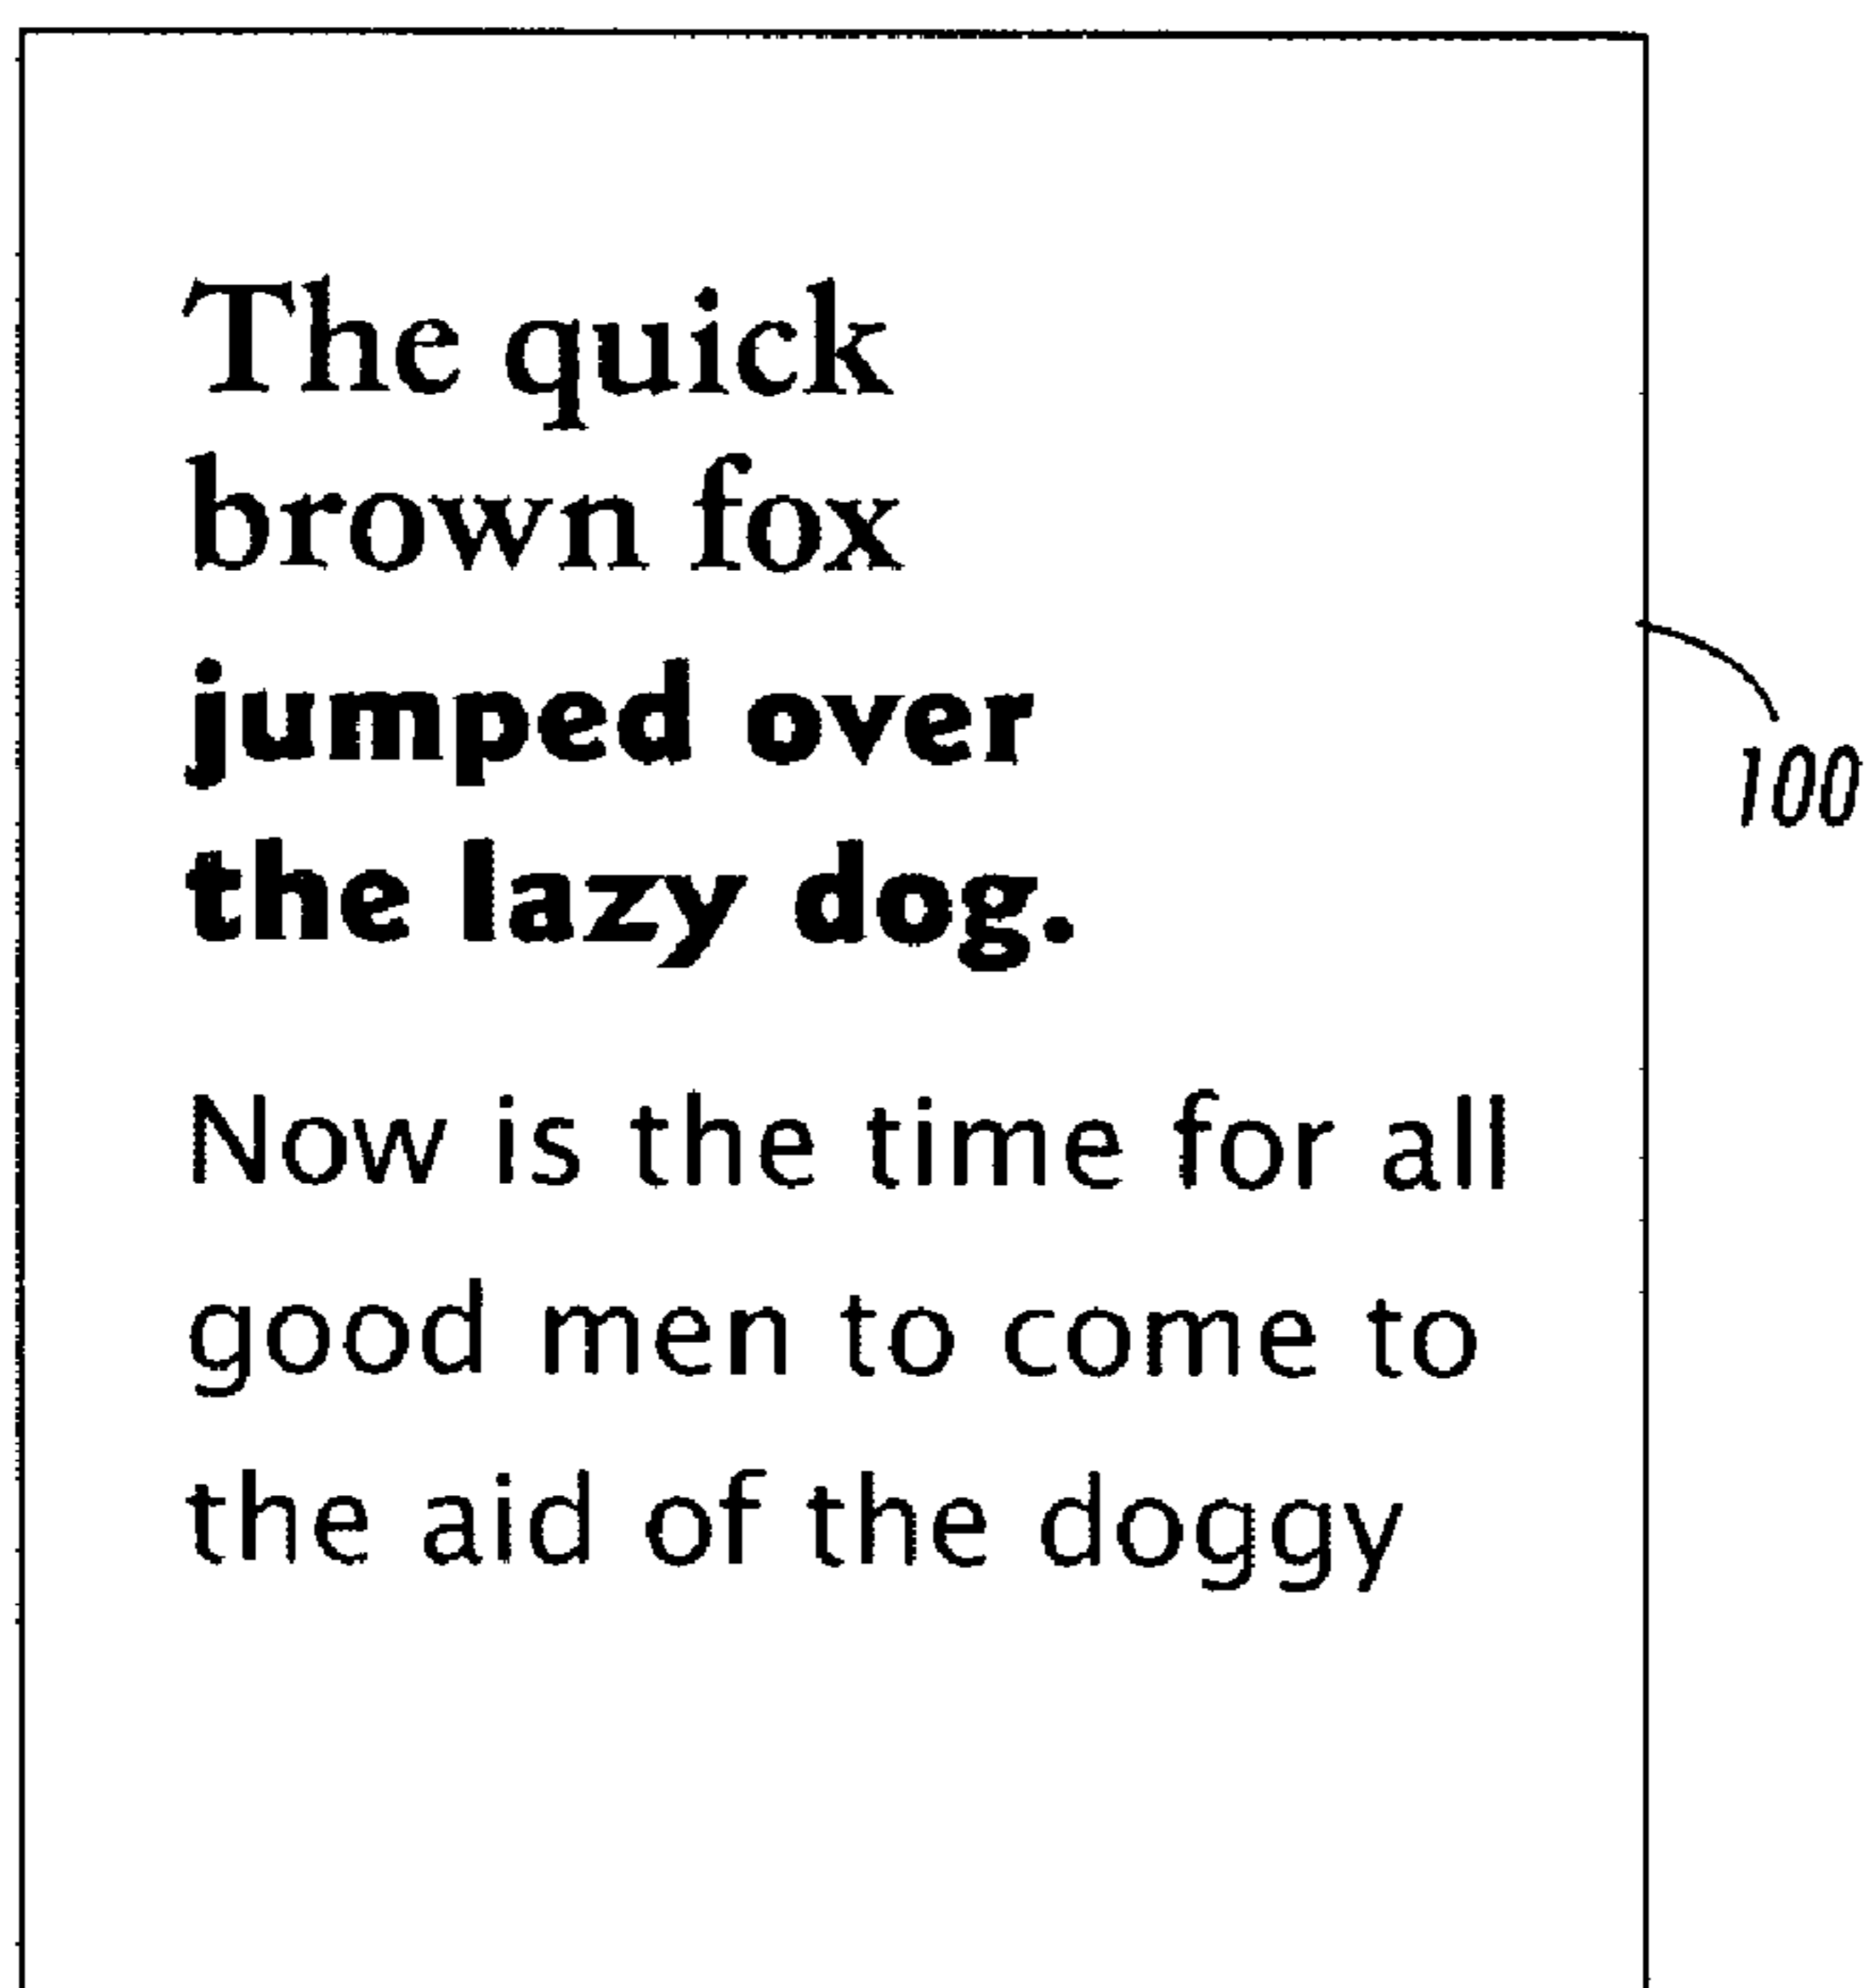 The quick
brown fox
jumped over
the lazy dog.
100
Now is the time for all
good men to come to
the aid of the doggy